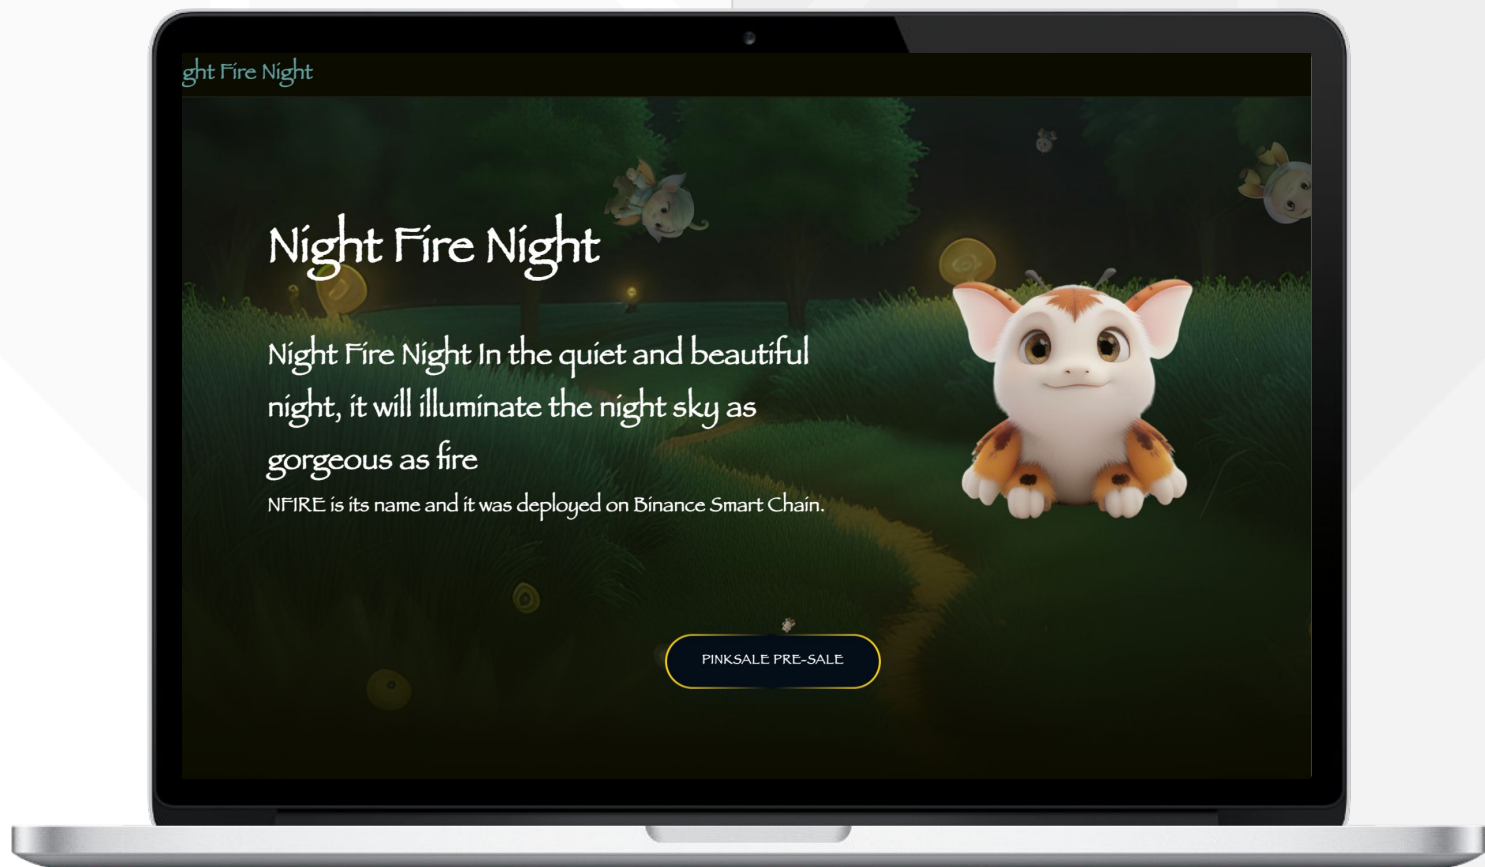 ght Fire Night
Night Fire Night
Night Fire Night In the quiet and beautiful
night, it will illuminate the night sky as
gorgeous as fire
NFIRE is its name and it was deployed on Binance Smart Chain.
PINKSALE PRE-SALE